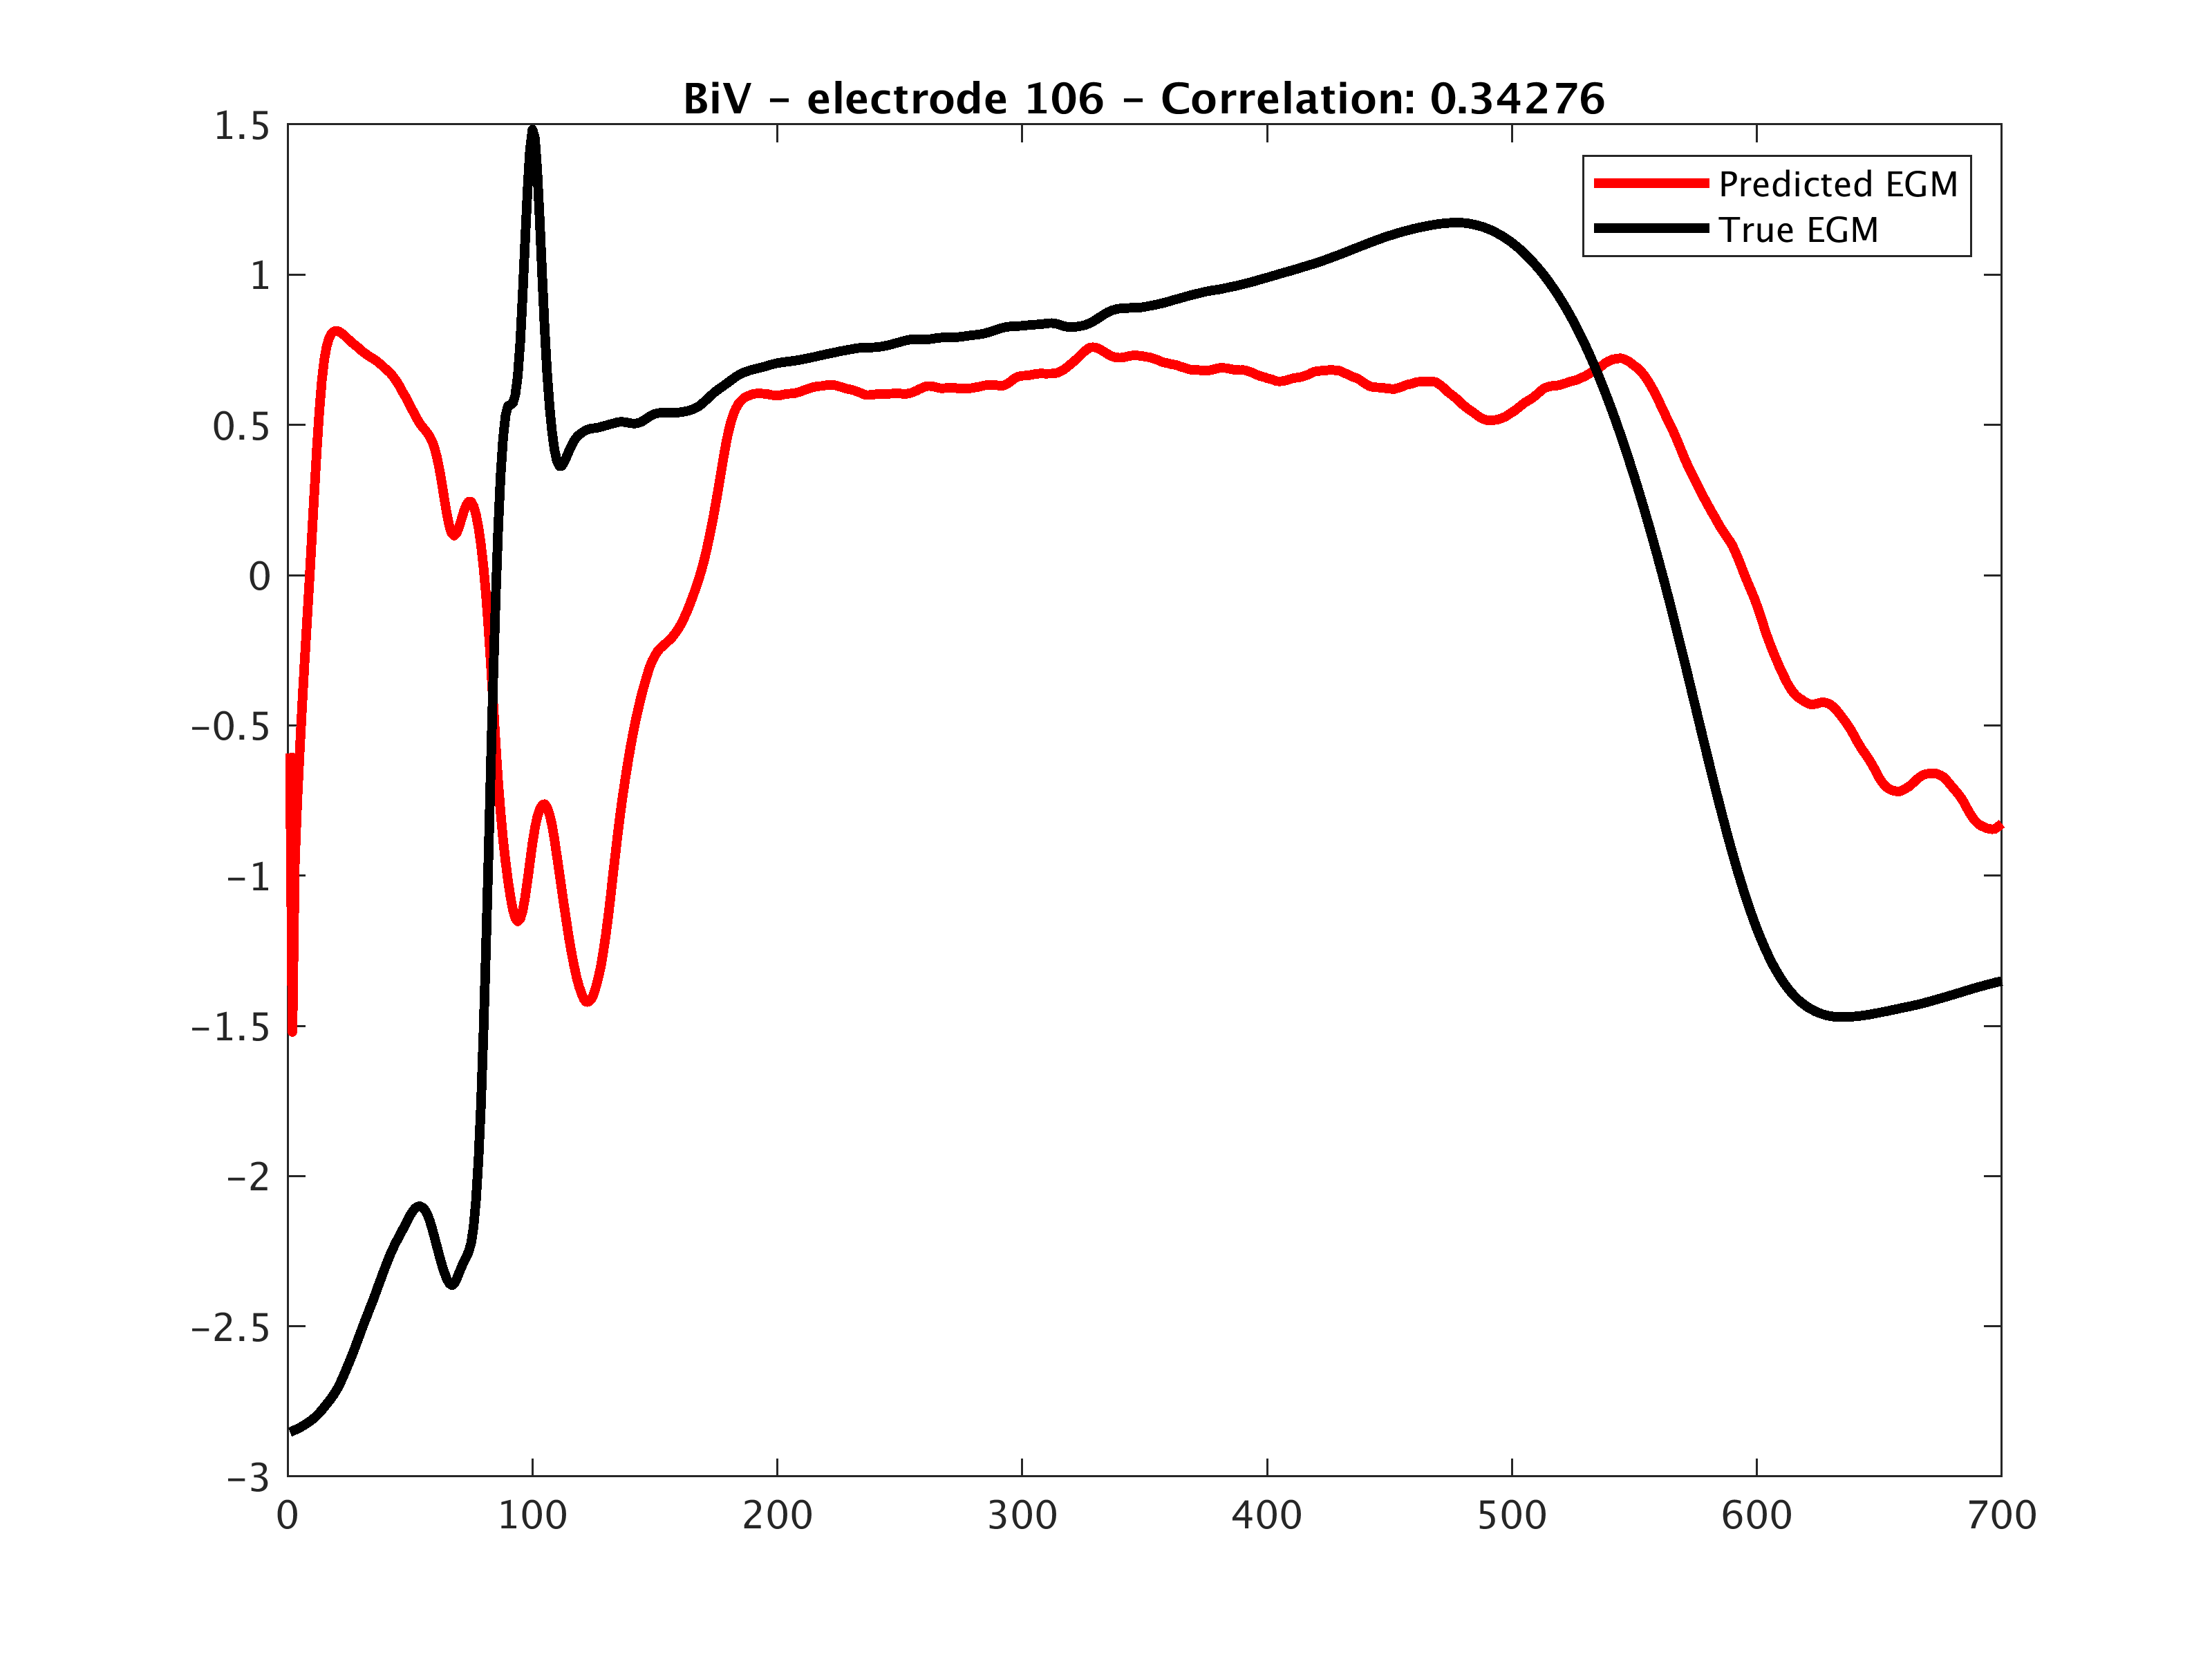 BiV – electrode 106 – Correlation: 0.34276
Predicted EGM
True EGM
1.5
1
0.5
0
−0.5
−1
−1.5
−2
−2.5
−3
0 100 200 300 400 500 600 700